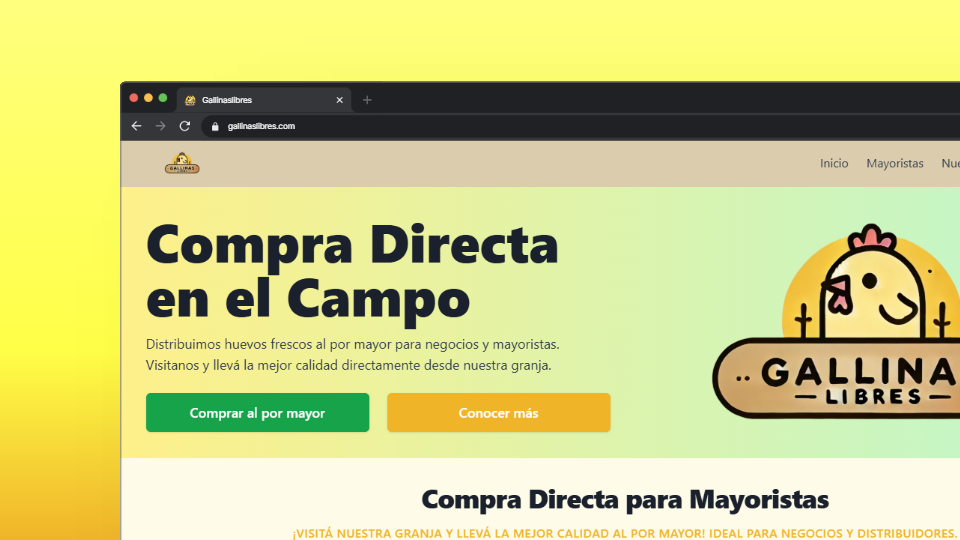 Gallinaslibres
gallinaslibres.com
GALLINAS
LIBRES
Inicio Mayoristas Nue
Compra Directa
en el Campo
Distribuimos huevos frescos al por mayor para negocios y mayoristas.
Visitanos y llevá la mejor calidad directamente desde nuestra granja.
Comprar al por mayor Conocer más
GALLINA
LIBRES
Compra Directa para Mayoristas
¡VISITÁ NUESTRA GRANJA Y LLEVÁ LA MEJOR CALIDAD AL POR MAYOR! IDEAL PARA NEGOCIOS Y DISTRIBUIDORES.